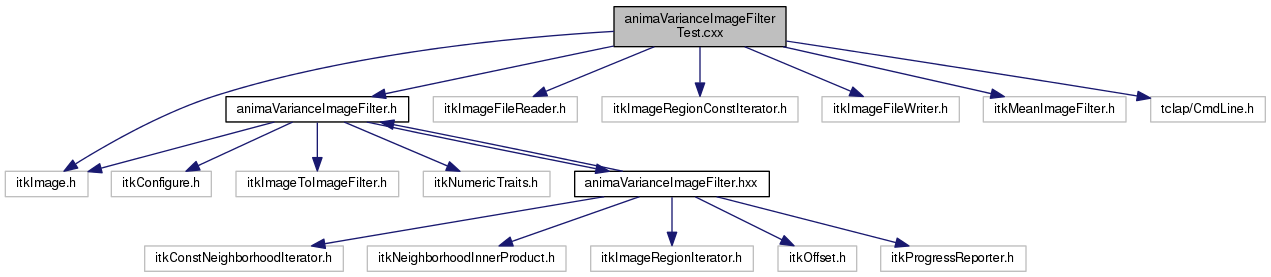 animaVarianceImageFilter
Test.cxx
animaVarianceImageFilter.h
itkImageFileReader.h
itkImageRegionConstIterator.h
itkImageFileWriter.h
itkMeanImageFilter.h
tclap/CmdLine.h
itkImage.h
itkConfigure.h
itkImageToImageFilter.h
itkNumericTraits.h
animaVarianceImageFilter.hxx
itkConstNeighborhoodIterator.h
itkNeighborhoodInnerProduct.h
itkImageRegionIterator.h
itkOffset.h
itkProgressReporter.h